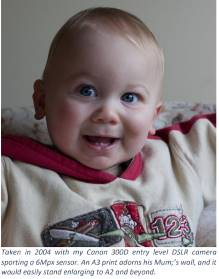 123
Taken in 2004 with my Canon 300D entry level DSLR camera
sporting a 6Mpx sensor. An A3 print adorns his Mum;'s wall, and it
would easily stand enlarging to A2 and beyond.